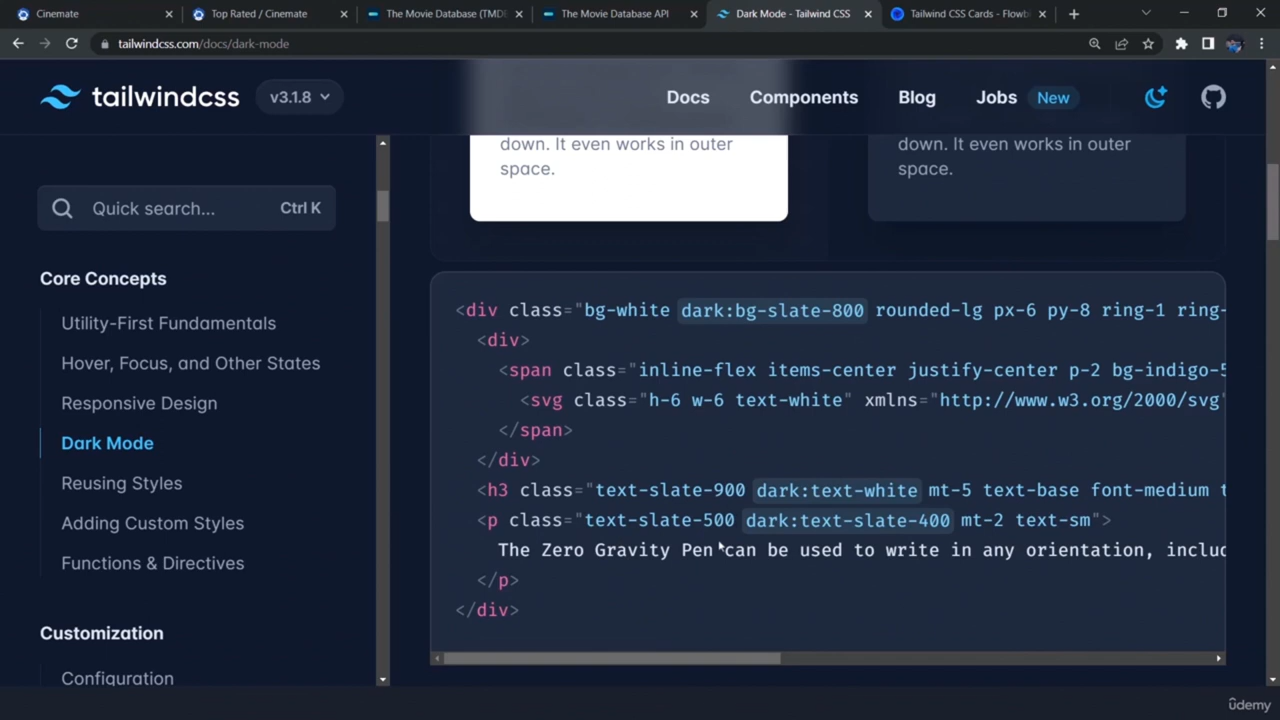 Cinemate
Top Rated / Cinemate
The Movie Database (TMDB
The Movie Database API
Dark Mode - Tailwind CSS
Tailwind CSS Cards - Flowbi
tailwindcss.com/docs/dark-mode
tailwindcss
v3.1.8
Docs
Components
Blog
Jobs
New
Quick search...
Ctrl K
Core Concepts
Utility-First Fundamentals
Hover, Focus, and Other States
Responsive Design
Dark Mode
Reusing Styles
Adding Custom Styles
Functions & Directives
Customization
Configuration
down. It even works in outer
space.
down. It even works in outer
space.
<div class="bg-white dark:bg-slate-800 rounded-lg px-6 py-8 ring-1 ring-
<div>
<span class="inline-flex items-center justify-center p-2 bg-indigo-5
<svg class="h-6 w-6 text-white" xmlns="http://www.w3.org/2000/svg"
</span>
</div>
<h3 class="text-slate-900 dark:text-white mt-5 text-base font-medium t
<p class="text-slate-500 dark:text-slate-400 mt-2 text-sm">
The Zero Gravity Pen can be used to write in any orientation, inclu
</p>
</div>
ûdemy